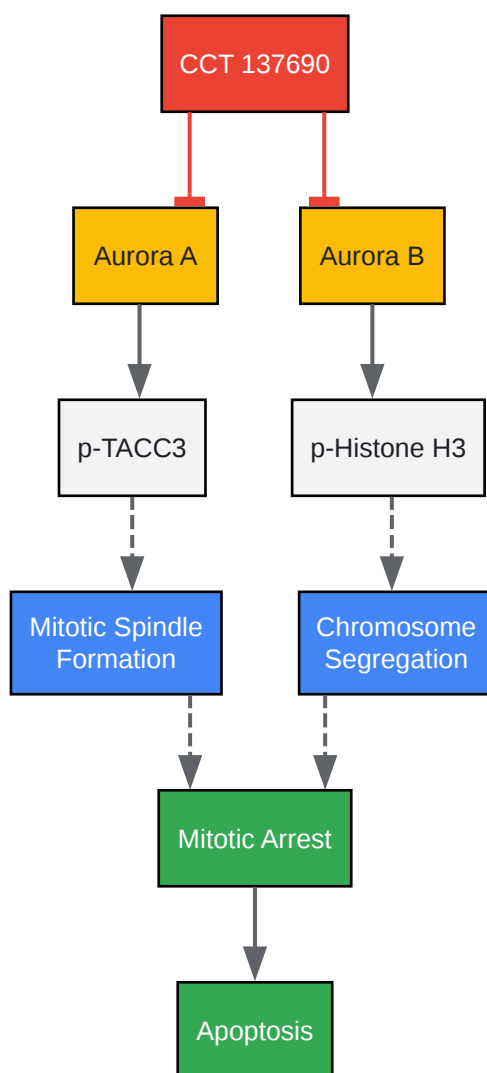 CCT 137690
Aurora A
Aurora B
p-TACC3
p-Histone H3
Mitotic Spindle
Formation
Chromosome
Segregation
Mitotic Arrest
Apoptosis